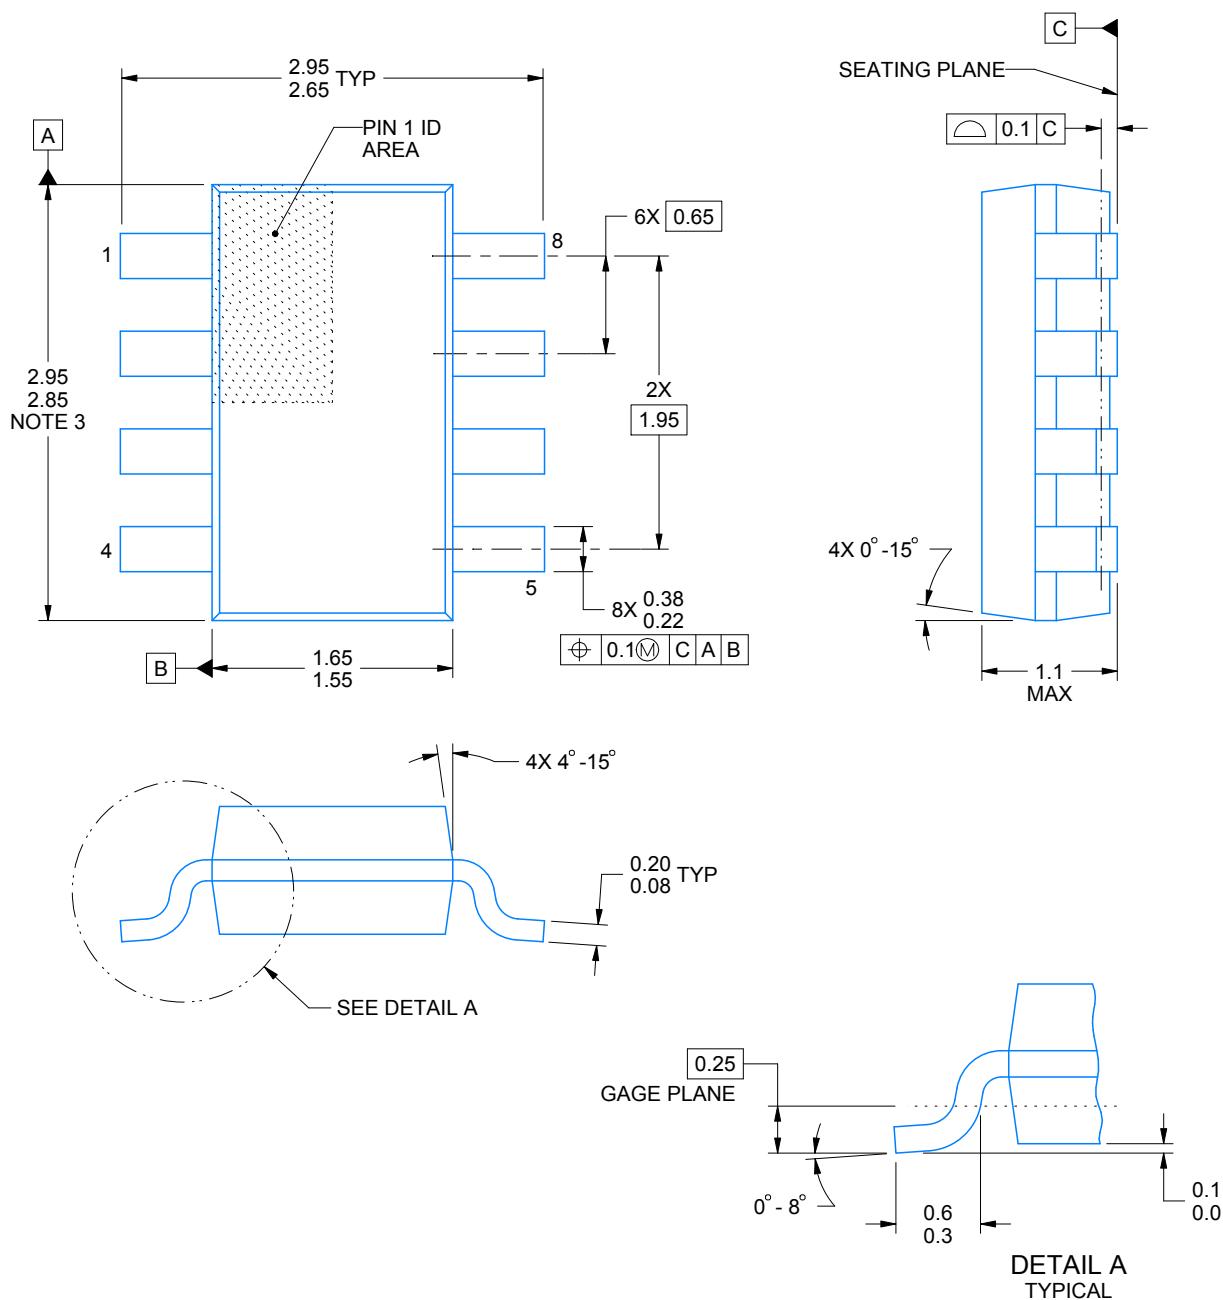 C
SEATING PLANE
2.95
2.65
TYP
PIN 1 ID
AREA
A
0.1 C
6X 0.65
1
8
2X
1.95
2.95
2.85
NOTE 3
4
5
4X 0°-15°
8X 0.38
0.22
0.1Ⓜ C A B
B
1.65
1.55
1.1
MAX
4X 4°-15°
0.20
0.08
TYP
SEE DETAIL A
0.25
GAGE PLANE
0°-8°
0.6
0.3
0.1
0.0
DETAIL A
TYPICAL